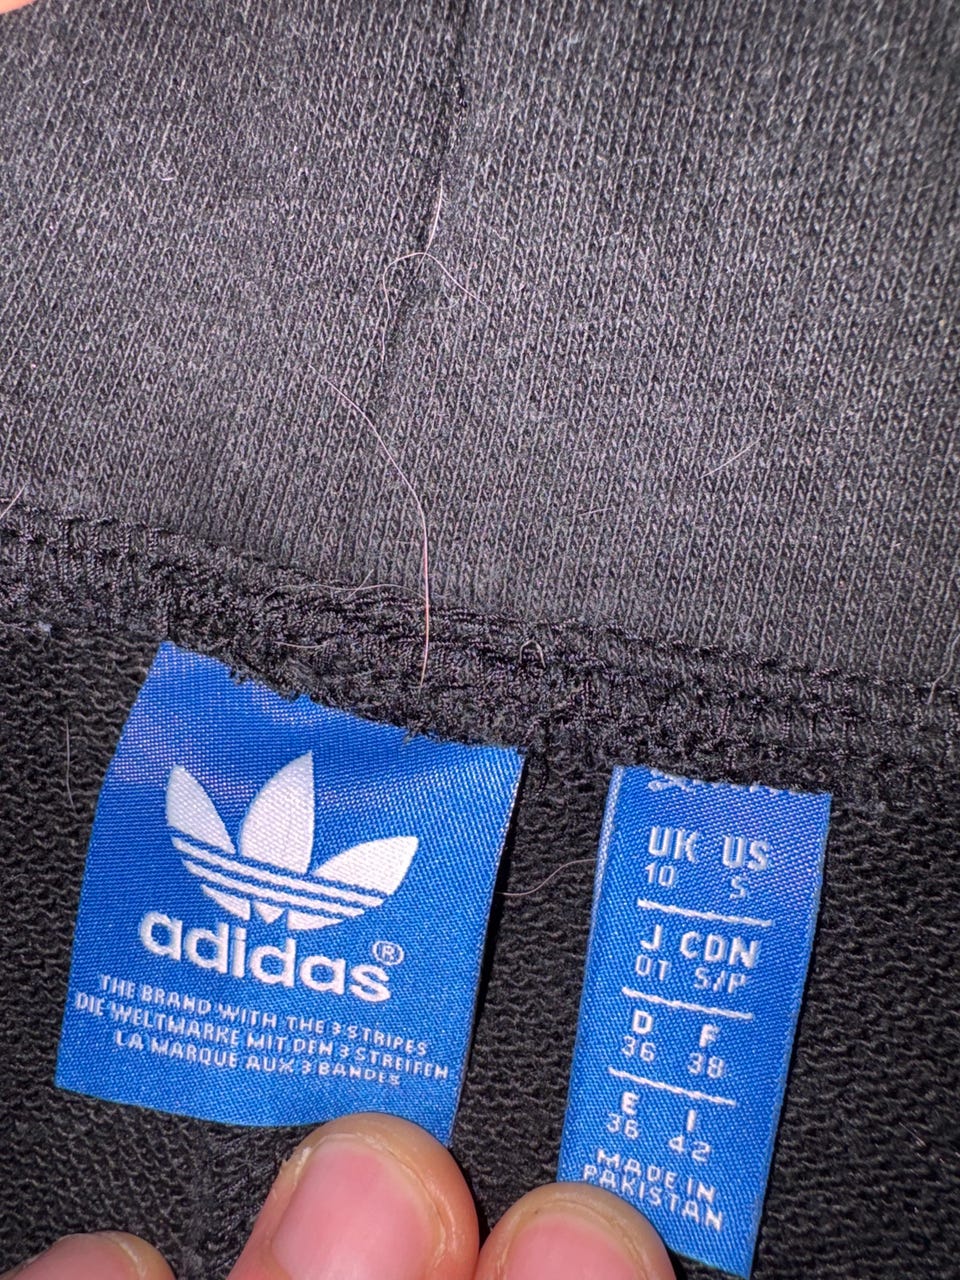 adidas®
THE BRAND WITH THE 3 STRIPES
DIE WELTMARKE MIT DEN 3 STREIFEN
LA MARQUE AUX 3 BANDES
UK US
10 S
J CDN
OT S/P
D F
36 38
E I
36 42
MADE IN
PAKISTAN